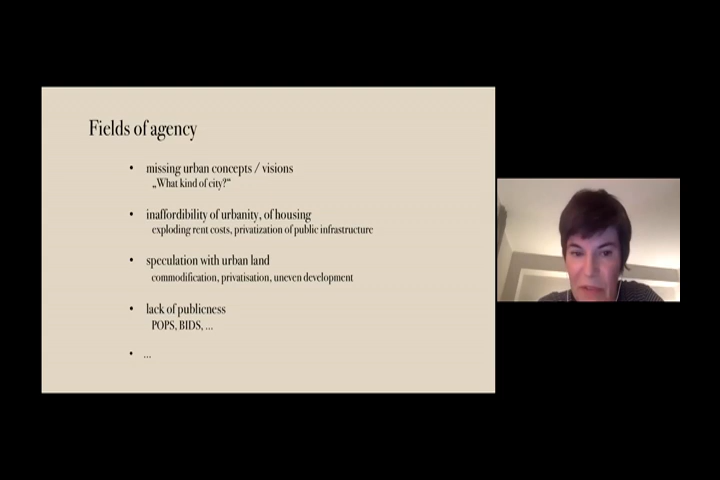 Fields of agency
• missing urban concepts / visions
„What kind of city?“
• inaffordibility of urbanity, of housing
exploding rent costs, privatization of public infrastructure
• speculation with urban land
commodification, privatisation, uneven development
• lack of publicness
POPS, BIDS, ...
• ...